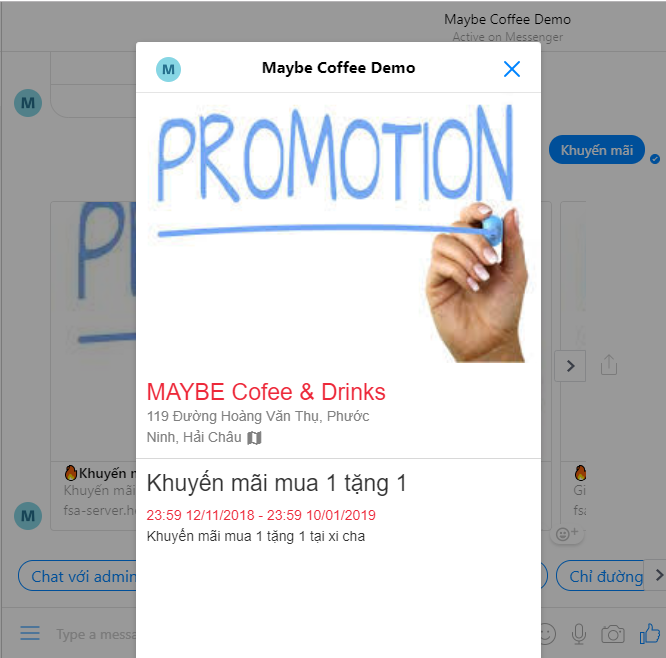 Maybe Coffee Demo
Active on Messenger
M
Maybe Coffee Demo
M
Khuyến mãi
PROMOTION
MAYBE Cofee & Drinks
119 Đường Hoàng Văn Thụ, Phước
Ninh, Hải Châu
Khuyến mãi mua 1 tặng 1
23:59 12/11/2018 - 23:59 10/01/2019
Khuyến mãi mua 1 tặng 1 tại xi cha
Khuyến
Khuyến mãi
fsa-server.
M
Chat với admin
Chỉ đường
Type a